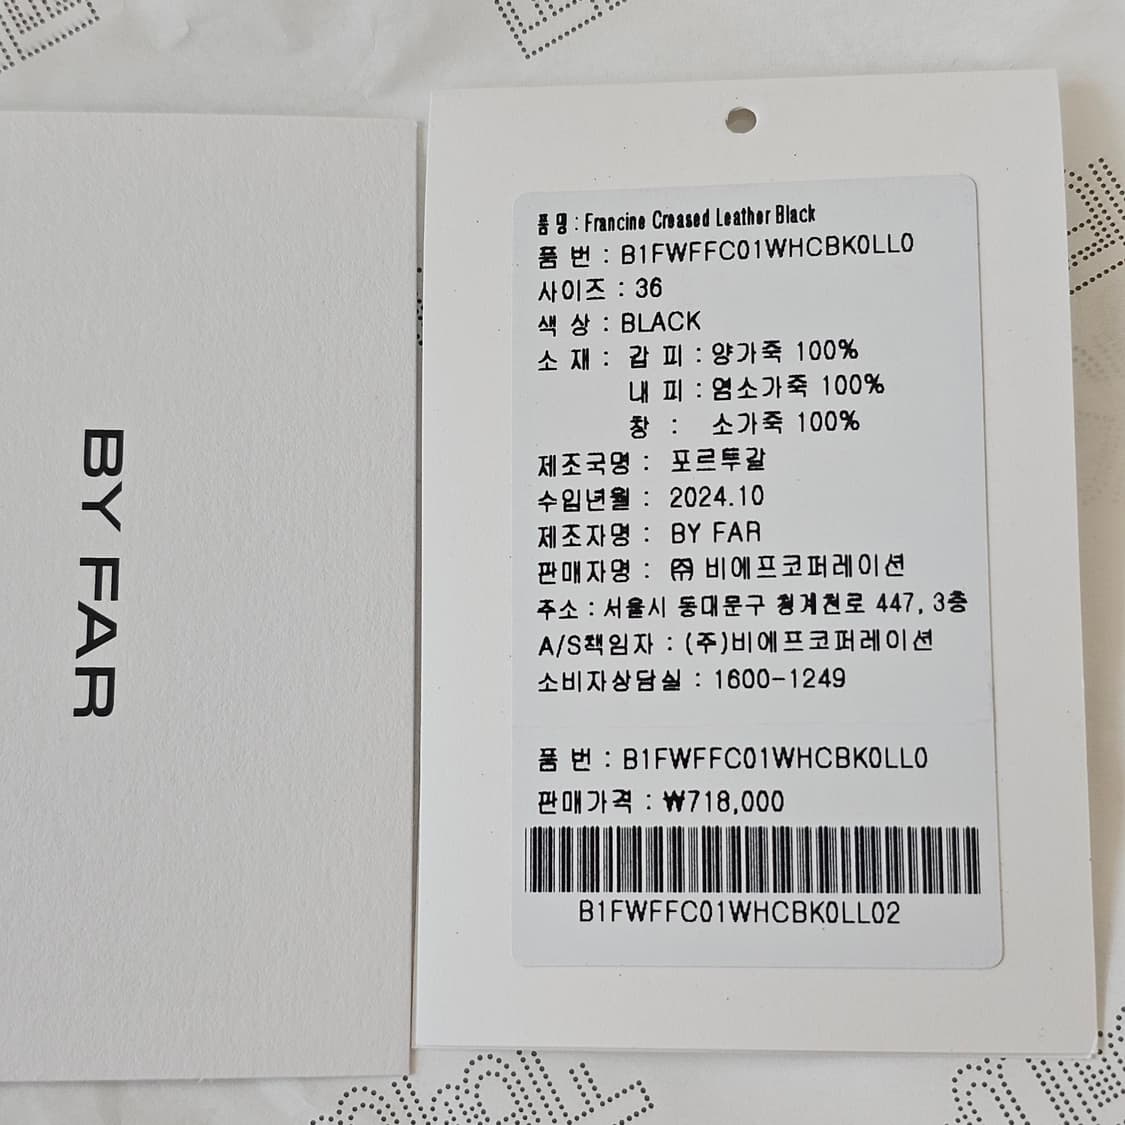 BY FAR
품 명 : Francine Creased Leather Black
품 번 : B1FWFFC01WHCBK0LL0
사이즈 : 36
색 상 : BLACK
소 재 : 갑 피 : 양가죽 100%
내 피 : 염소가죽 100%
창 : 소가죽 100%
제조국명 : 포르투갈
수입년월 : 2024.10
제조자명 : BY FAR
판매자명 : ㈜ 비에프코퍼레이션
주소 : 서울시 동대문구 청계천로 447, 3층
A/S책임자 : (주)비에프코퍼레이션
소비자상담실 : 1600-1249
품 번 : B1FWFFC01WHCBK0LL0
판매가격 : ₩718,000
B1FWFFC01WHCBK0LL02